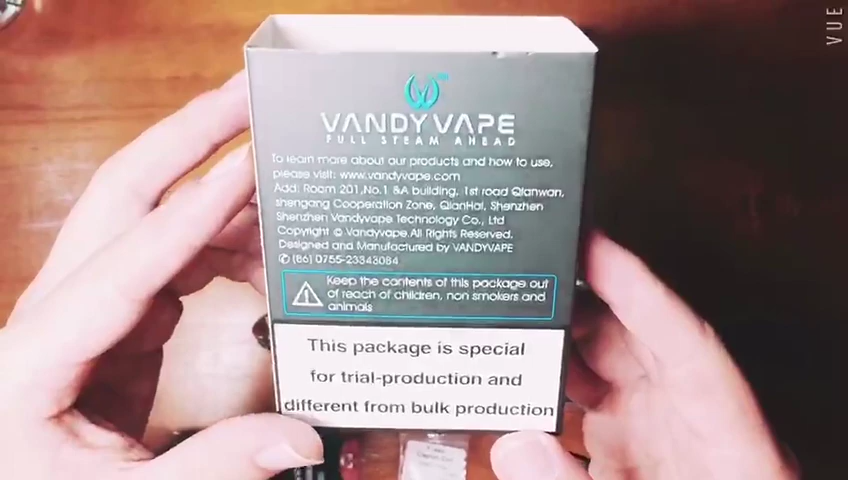 VUE
VANDY VAPE
FULL STEAM AHEAD
To learn more about our products and how to use,
please visit: www.vandyvape.com
Add: Room 201,No.1 &A building, 1st road Qianwan,
shengang Cooperation Zone, QianHai, Shenzhen
Shenzhen Vandyvape Technology Co., Ltd
Copyright © Vandyvape.All Rights Reserved.
Designed and Manufactured by VANDYVAPE
(86) 0755-23343084
Keep the contents of this package out
of reach of children, non smokers and
animals
This package is special
for trial-production and
different from bulk production